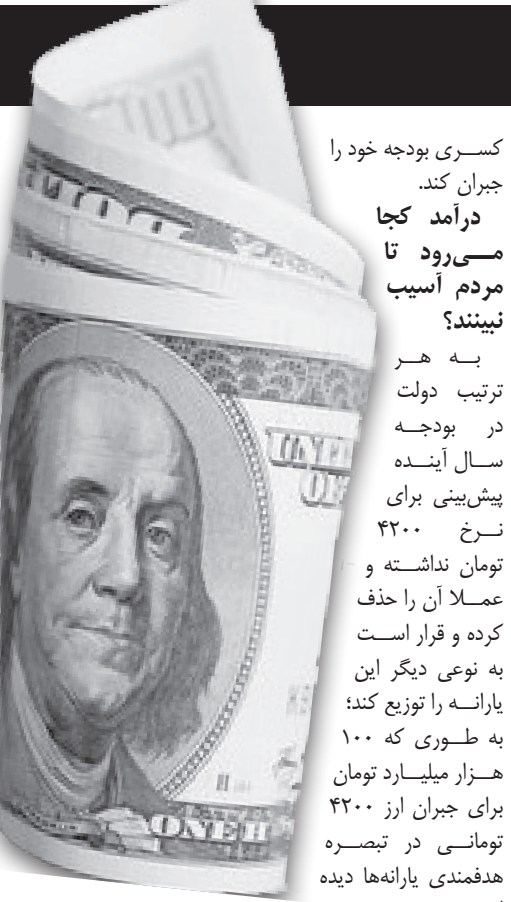 کسری بودجه خود را
جبران کند.
درآمد کجا
می‌رود تا
مردم آسیب
نبینند؟
به هر
ترتیب دولت
در بودجه
سال آینده
پیش‌بینی برای
نرخ ۴۲۰۰
تومان نداشته و
عملا آن را حذف
کرده و قرار است
به نوعی دیگر این
یارانه را توزیع کند؛
به طوری که ۱۰۰
هزار میلیارد تومان
برای جبران ارز ۴۲۰۰
تومانی در تبصره
هدفمندی یارانه‌ها دیده
ONE H